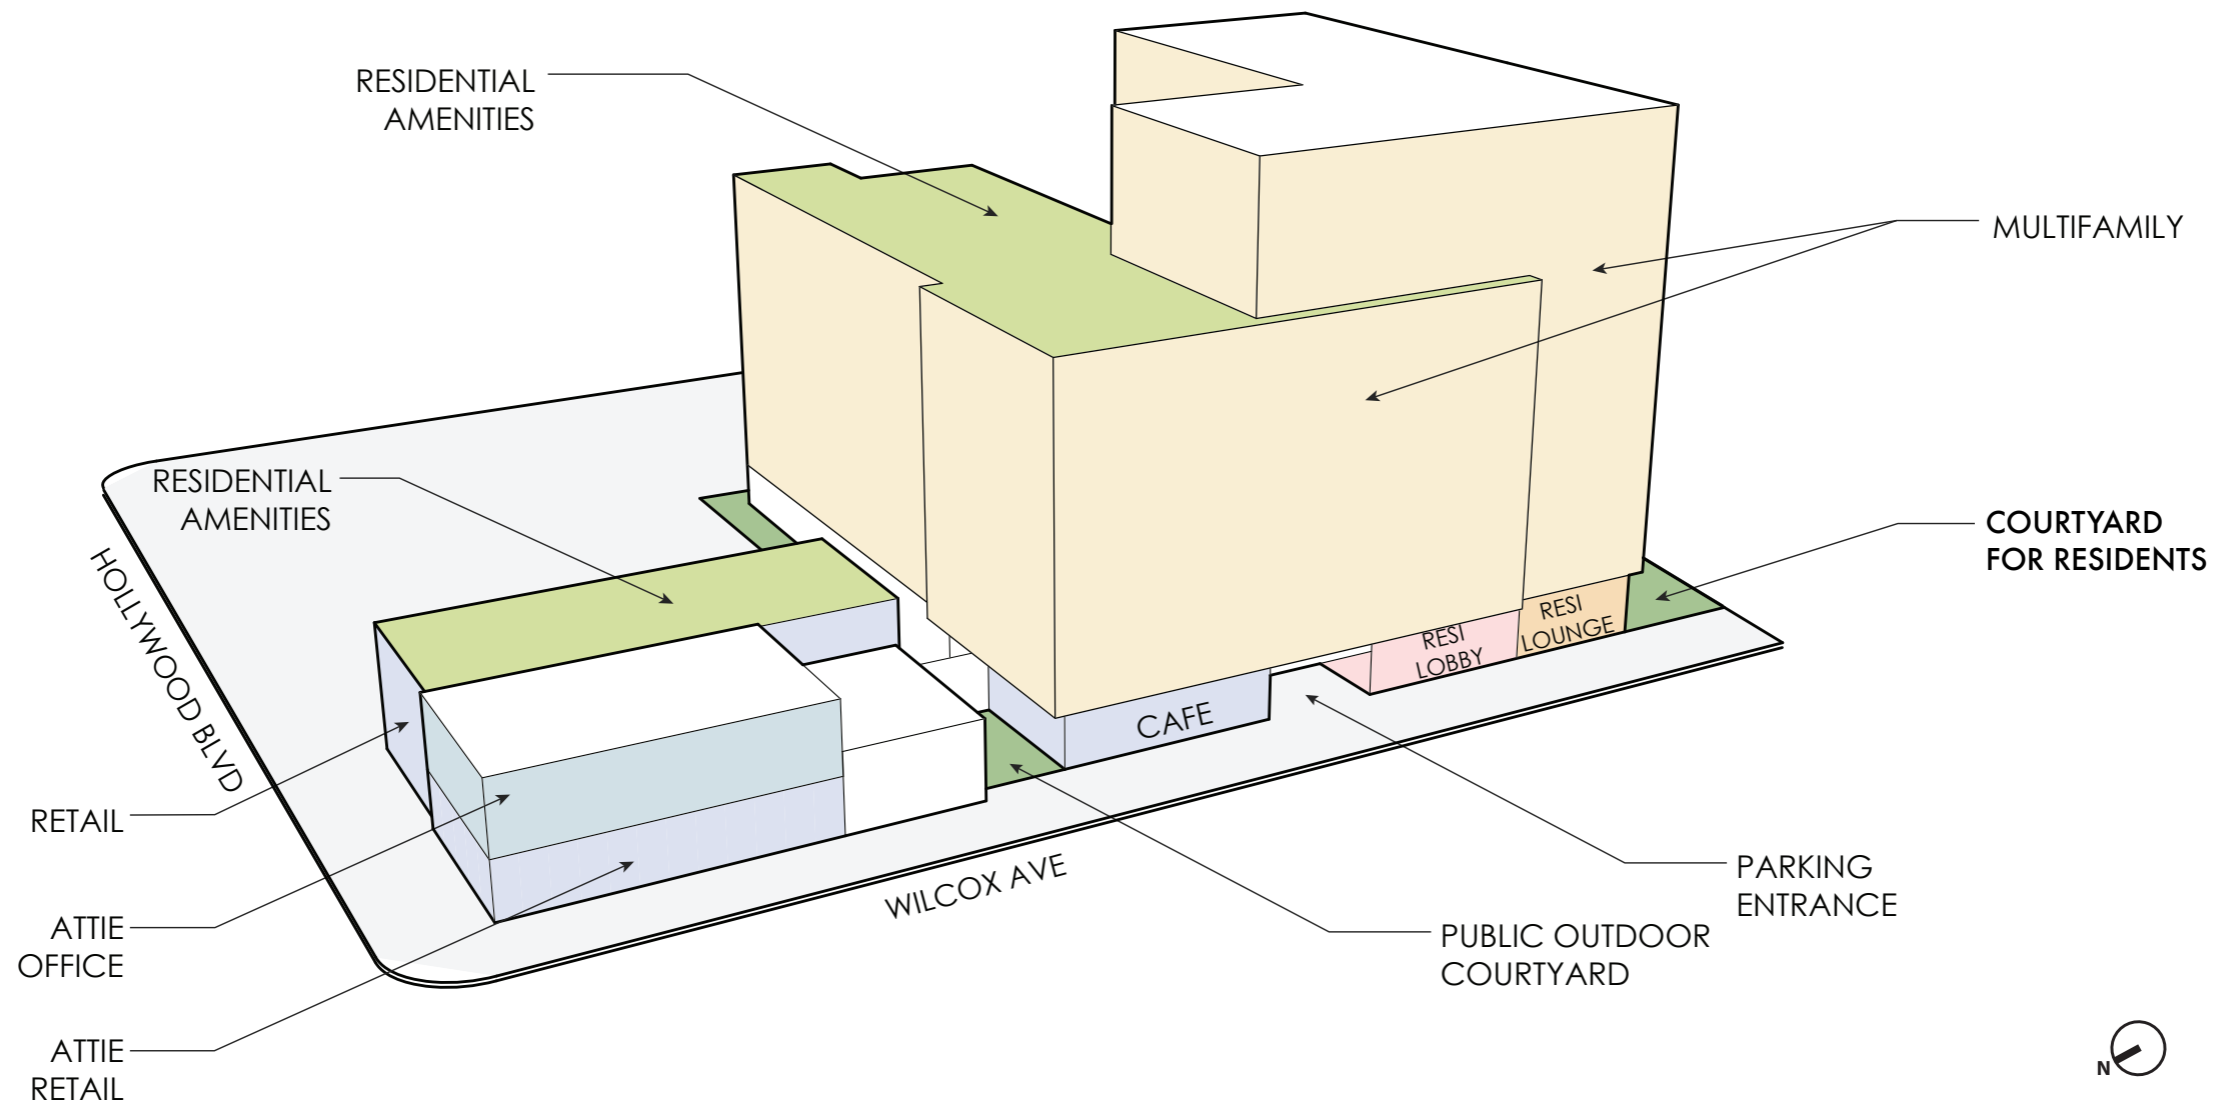 RESIDENTIAL
AMENITIES
MULTIFAMILY
RESIDENTIAL
AMENITIES
COURTYARD
FOR RESIDENTS
HOLLYWOOD BLVD
RESI
LOUNGE
RESI
LOBBY
CAFE
RETAIL
WILCOX AVE
PARKING
ENTRANCE
ATTIE
OFFICE
PUBLIC OUTDOOR
COURTYARD
ATTIE
RETAIL
N